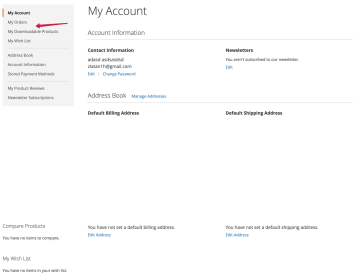 My Account
My Orders
My Downloadable Products
My Wish List
Address Book
Account Information
Stored Payment Methods
My Product Reviews
Newsletter Subscriptions
My Account
Account Information
Contact Information
Newsletters
You aren't subscribed to our newsletter.
Edit
Edit | Change Password
Address Book Manage Addresses
Default Billing Address
Default Shipping Address
Compare Products
You have no items to compare.
You have not set a default billing address.
Edit Address
You have not set a default shipping address.
Edit Address
My Wish List
You have no items in your wish list.